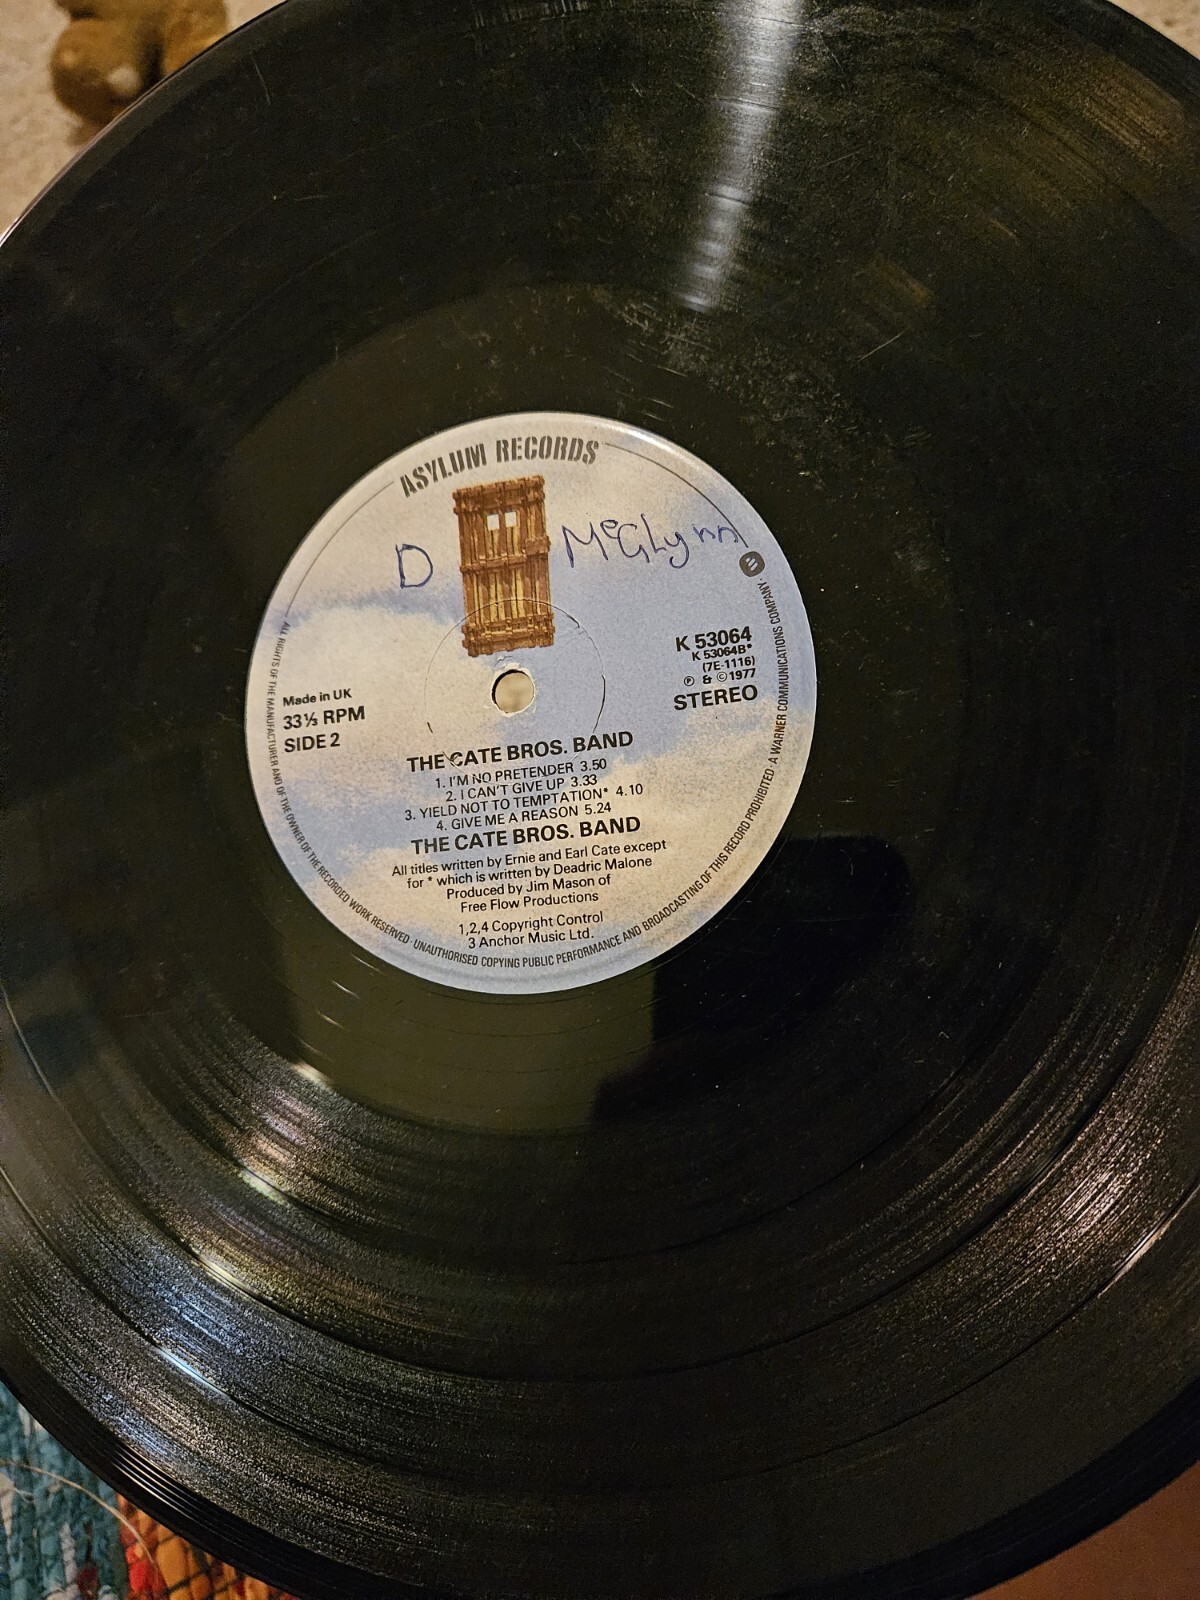 ASYLUM RECORDS
D McGLynn
K 53064
K 53064B*
(7E-1116)
℗ & © 1977
STEREO
Made in UK
33⅓ RPM
SIDE 2
THE CATE BROS. BAND
1. I'M NO PRETENDER 3.50
2. I CAN'T GIVE UP 3.33
3. YIELD NOT TO TEMPTATION* 4.10
4. GIVE ME A REASON 5.24
THE CATE BROS. BAND
All titles written by Ernie and Earl Cate except
for * which is written by Deadric Malone
Produced by Jim Mason of
Free Flow Productions
1,2,4 Copyright Control
3 Anchor Music Ltd.
ALL RIGHTS OF THE MANUFACTURER AND OF THE OWNER OF THE RECORDED WORK RESERVED · UNAUTHORISED COPYING PUBLIC PERFORMANCE AND BROADCASTING OF THIS RECORD PROHIBITED · A WARNER COMMUNICATIONS COMPANY ·